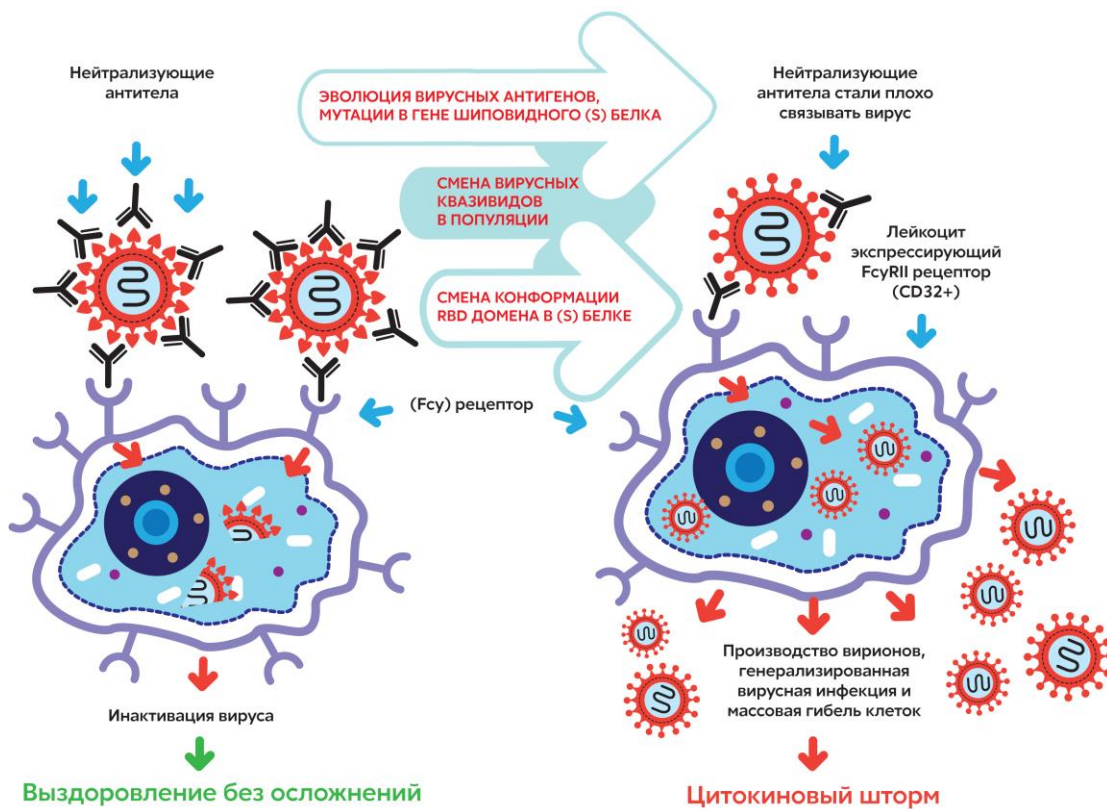 Нейтрализующие
антитела
ЭВОЛЮЦИЯ ВИРУСНЫХ АНТИГЕНОВ,
МУТАЦИИ В ГЕНЕ ШИПОВИДНОГО (S) БЕЛКА
СМЕНА ВИРУСНЫХ
КВАЗИВИДОВ
В ПОПУЛЯЦИИ
СМЕНА КОНФОРМАЦИИ
RBD ДОМЕНА В (S) БЕЛКЕ
Нейтрализующие
антитела стали плохо
связывать вирус
Лейкоцит
экспрессирующий
FcyRII рецептор
(CD32+)
(Fcy) рецептор
Инактивация вируса
Выздоровление без осложнений
Производство вирионов,
генерализированная
вирусная инфекция и
массовая гибель клеток
Цитокиновый шторм